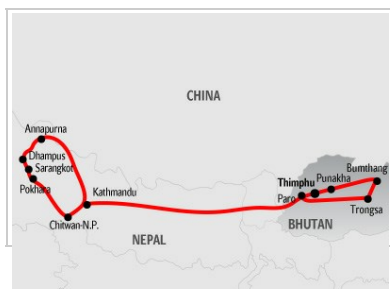 CHINA
Annapurna
Dhampus
Sarangkot
Pokhara
Kathmandu
Chitwan-N.P.
NEPAL
Bumthang
Thimphu
Punakha
Paro
Trongsa
BHUTAN